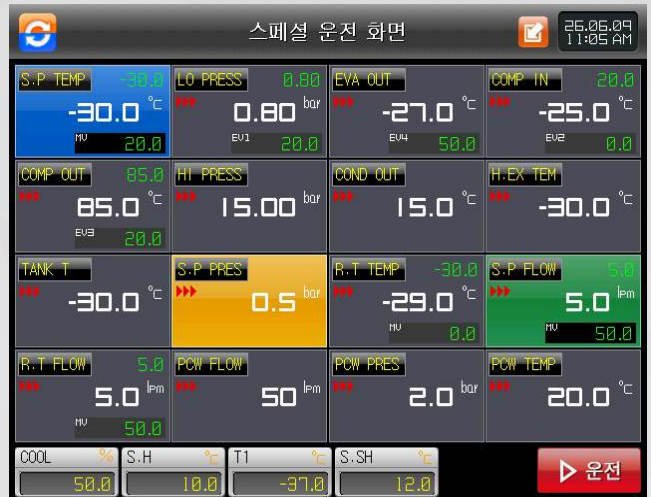 스페셜 운전 화면
26.06.09
11:05 AM
S.P TEMP -30.0
-30.0 ℃
MV 20.0
LO PRESS 0.80
0.80 bar
EV1 20.0
EVA OUT
-27.0 ℃
EV4 50.0
COMP IN 20.0
-25.0 ℃
EV2 0.0
COMP OUT 85.0
85.0 ℃
EV3 20.0
HI PRESS
15.00 bar
COND OUT
15.0 ℃
H.EX TEM
-30.0 ℃
TANK T
-30.0 ℃
S.P PRES
0.5 bar
R.T TEMP -30.0
-29.0 ℃
MV 0.0
S.P FLOW 5.0
5.0 lpm
MV 50.0
R.T FLOW 5.0
5.0 lpm
MV 50.0
PCW FLOW
50 lpm
PCW PRES
2.0 bar
PCW TEMP
20.0 ℃
COOL %
50.0
S.H ℃
10.0
T1 ℃
-37.0
S.SH ℃
12.0
운전